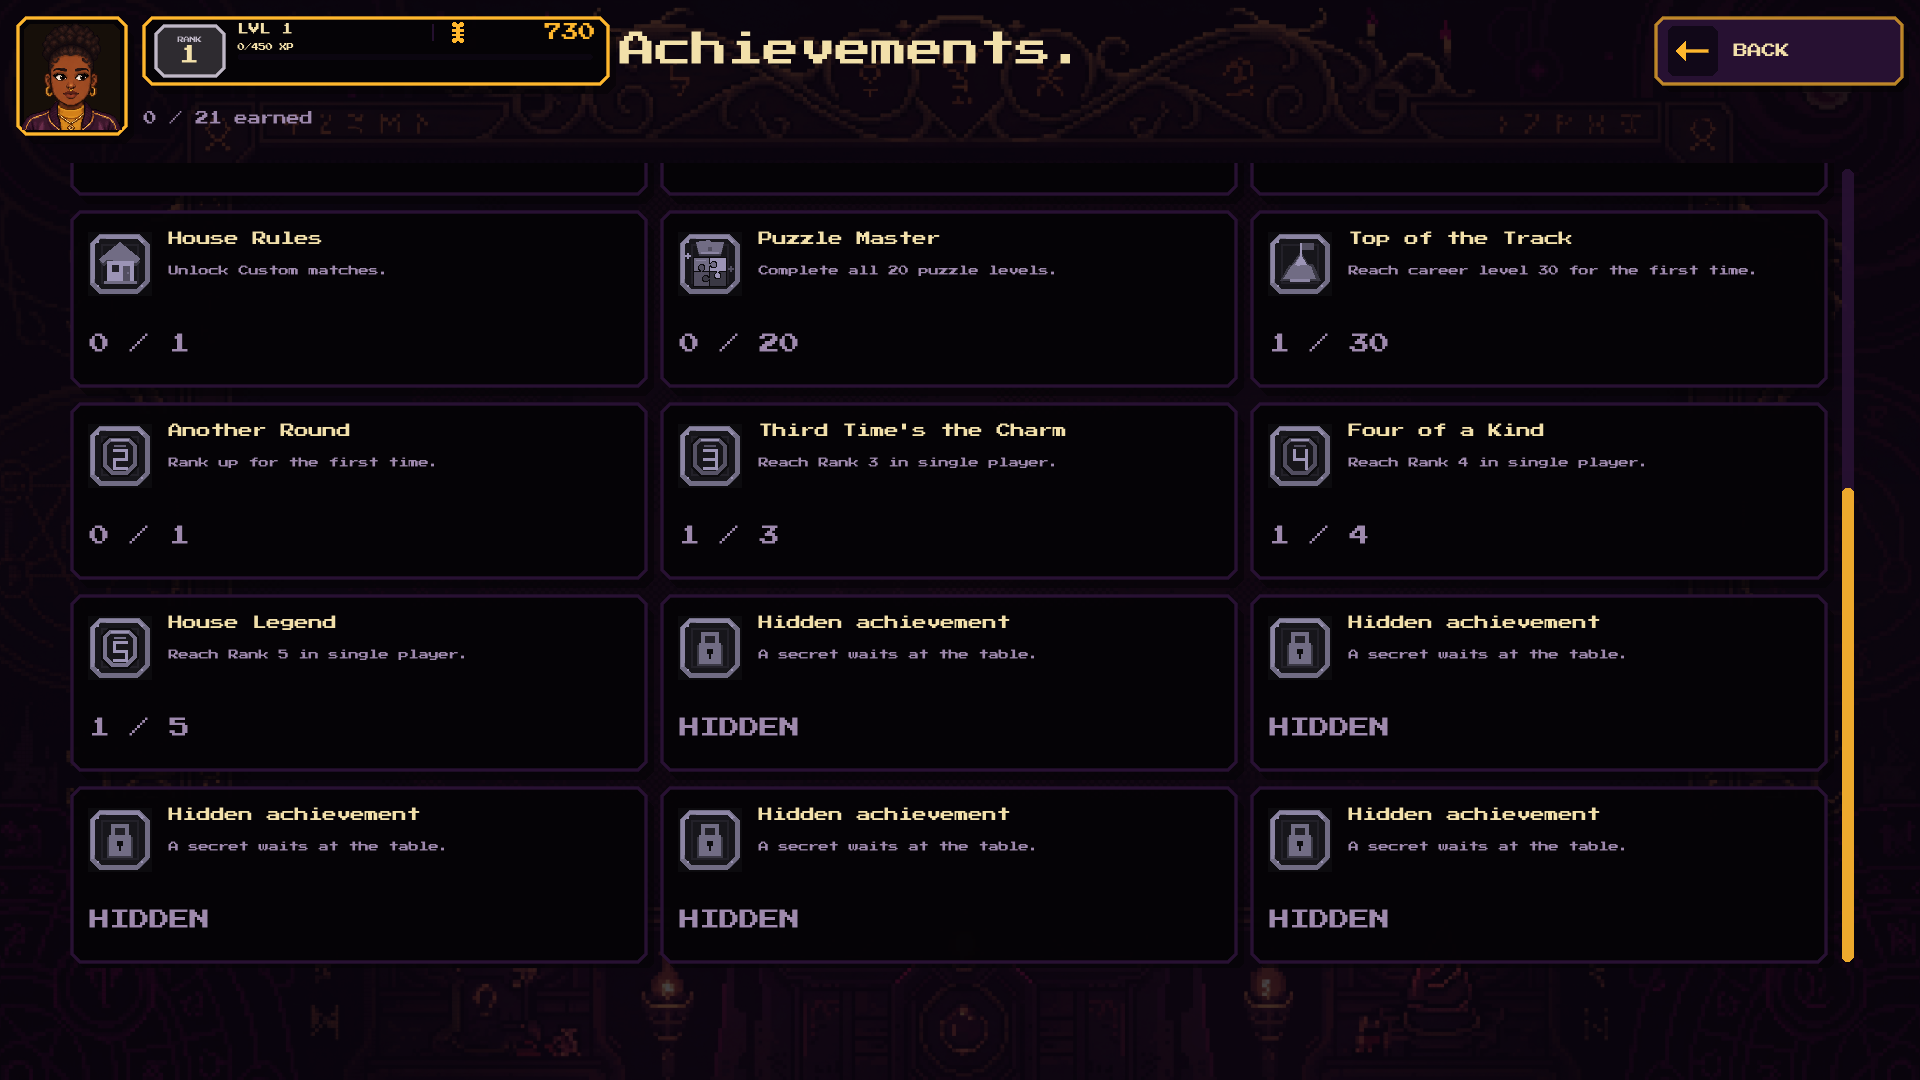 RANK
1
LVL 1
0/450 XP
730
Achievements.
BACK
0 / 21 earned
House Rules
Unlock Custom matches.
0 / 1
Puzzle Master
Complete all 20 puzzle levels.
0 / 20
Top of the Track
Reach career level 30 for the first time.
1 / 30
2
Another Round
Rank up for the first time.
0 / 1
3
Third Time's the Charm
Reach Rank 3 in single player.
1 / 3
4
Four of a Kind
Reach Rank 4 in single player.
1 / 4
5
House Legend
Reach Rank 5 in single player.
1 / 5
Hidden achievement
A secret waits at the table.
HIDDEN
Hidden achievement
A secret waits at the table.
HIDDEN
Hidden achievement
A secret waits at the table.
HIDDEN
Hidden achievement
A secret waits at the table.
HIDDEN
Hidden achievement
A secret waits at the table.
HIDDEN